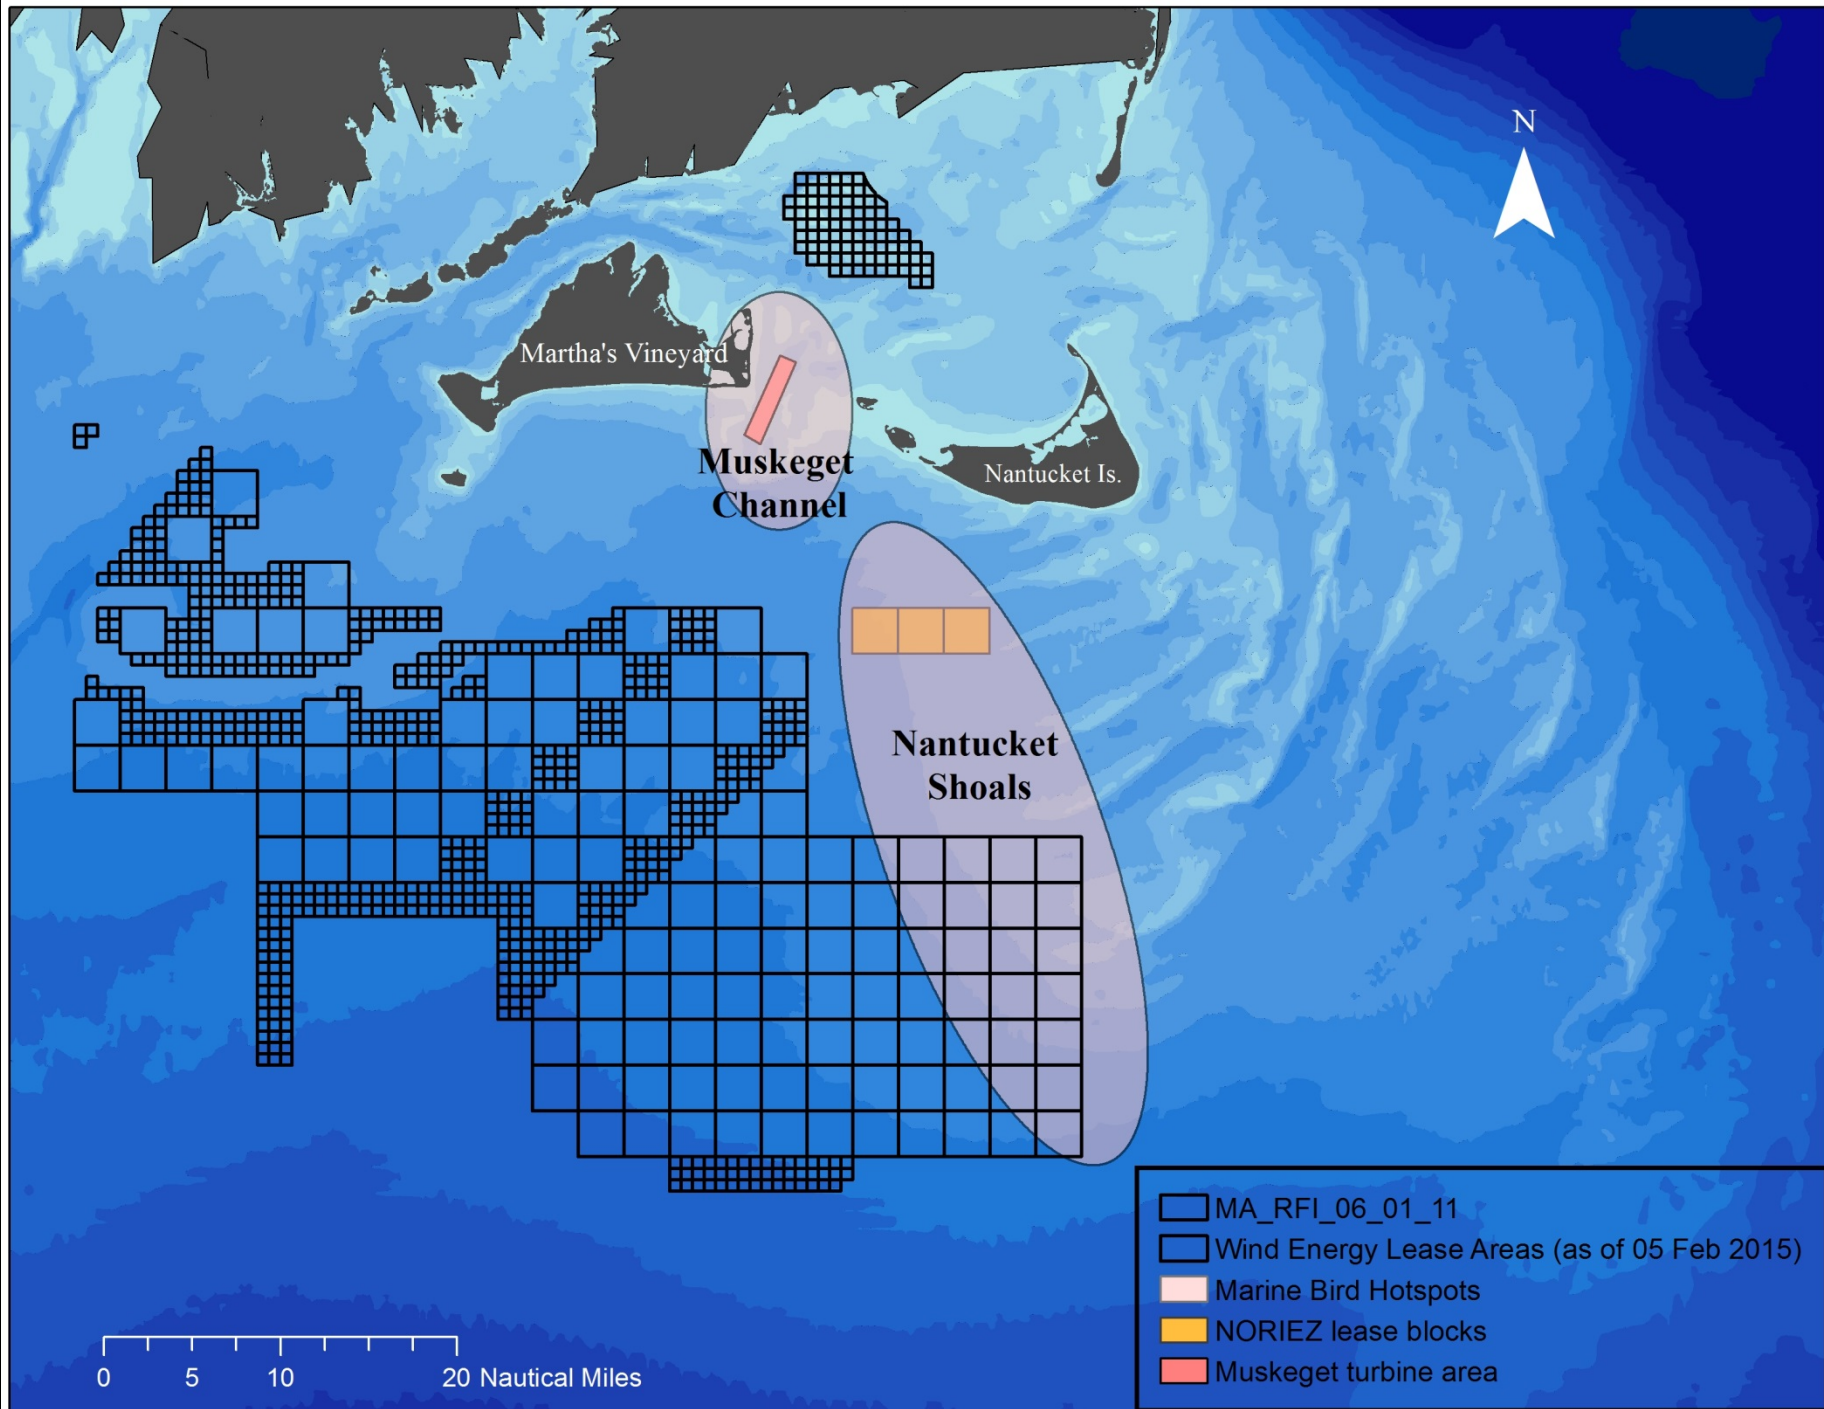 N
Martha's Vineyard
Muskeget
Channel
Nantucket Is.
Nantucket
Shoals
MA_RFI_06_01_11
Wind Energy Lease Areas (as of 05 Feb 2015)
Marine Bird Hotspots
NORIEZ lease blocks
Muskeget turbine area
0 5 10 20 Nautical Miles